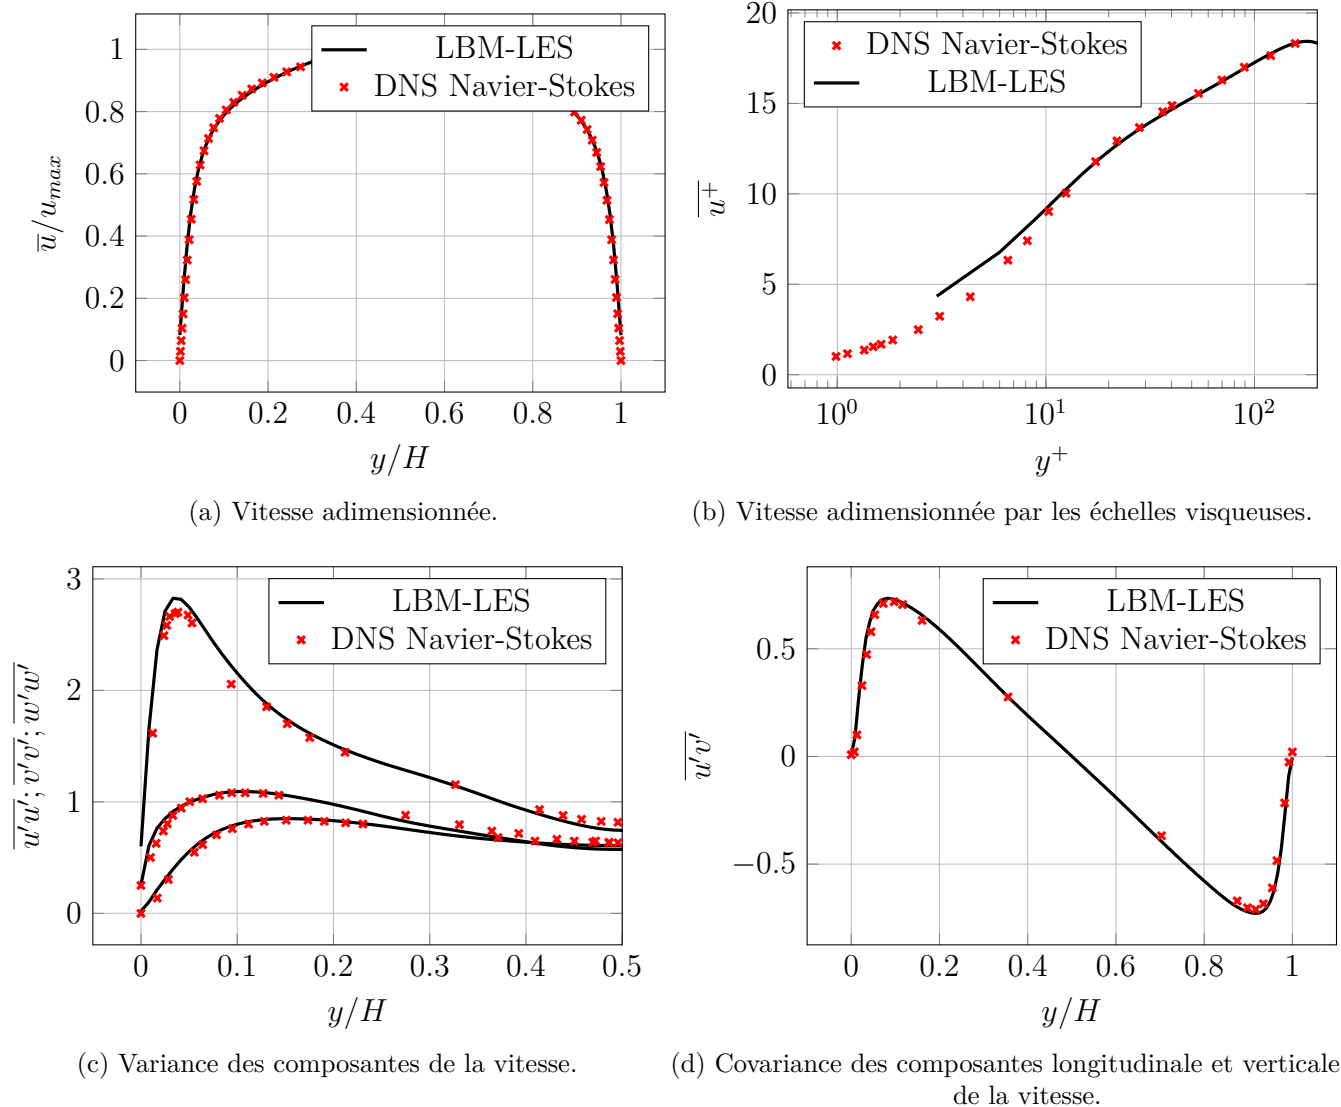 1
0.8
0.6
0.4
0.2
0
u̅/u_max
LBM-LES
DNS Navier-Stokes
0 0.2 0.4 0.6 0.8 1
y/H
(a) Vitesse adimensionnée.
20
15
10
5
0
u̅⁺
DNS Navier-Stokes
LBM-LES
10⁰ 10¹ 10²
y⁺
(b) Vitesse adimensionnée par les échelles visqueuses.
3
2
1
0
u'u'; v'v'; w'w'
LBM-LES
DNS Navier-Stokes
0 0.1 0.2 0.3 0.4 0.5
y/H
(c) Variance des composantes de la vitesse.
0.5
0
−0.5
u'v'
LBM-LES
DNS Navier-Stokes
0 0.2 0.4 0.6 0.8 1
y/H
(d) Covariance des composantes longitudinale et verticale
de la vitesse.